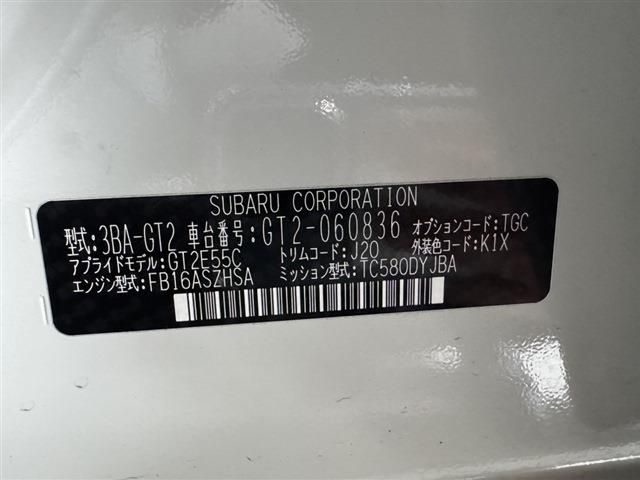 SUBARU CORPORATION
型式:3BA-GT2 車台番号:GT2-060836 オプションコード:TGC
アプライドモデル:GT2E55C トリムコード:J20 外装色コード:K1X
エンジン型式:FB16ASZHSA ミッション型式:TC580DYJBA